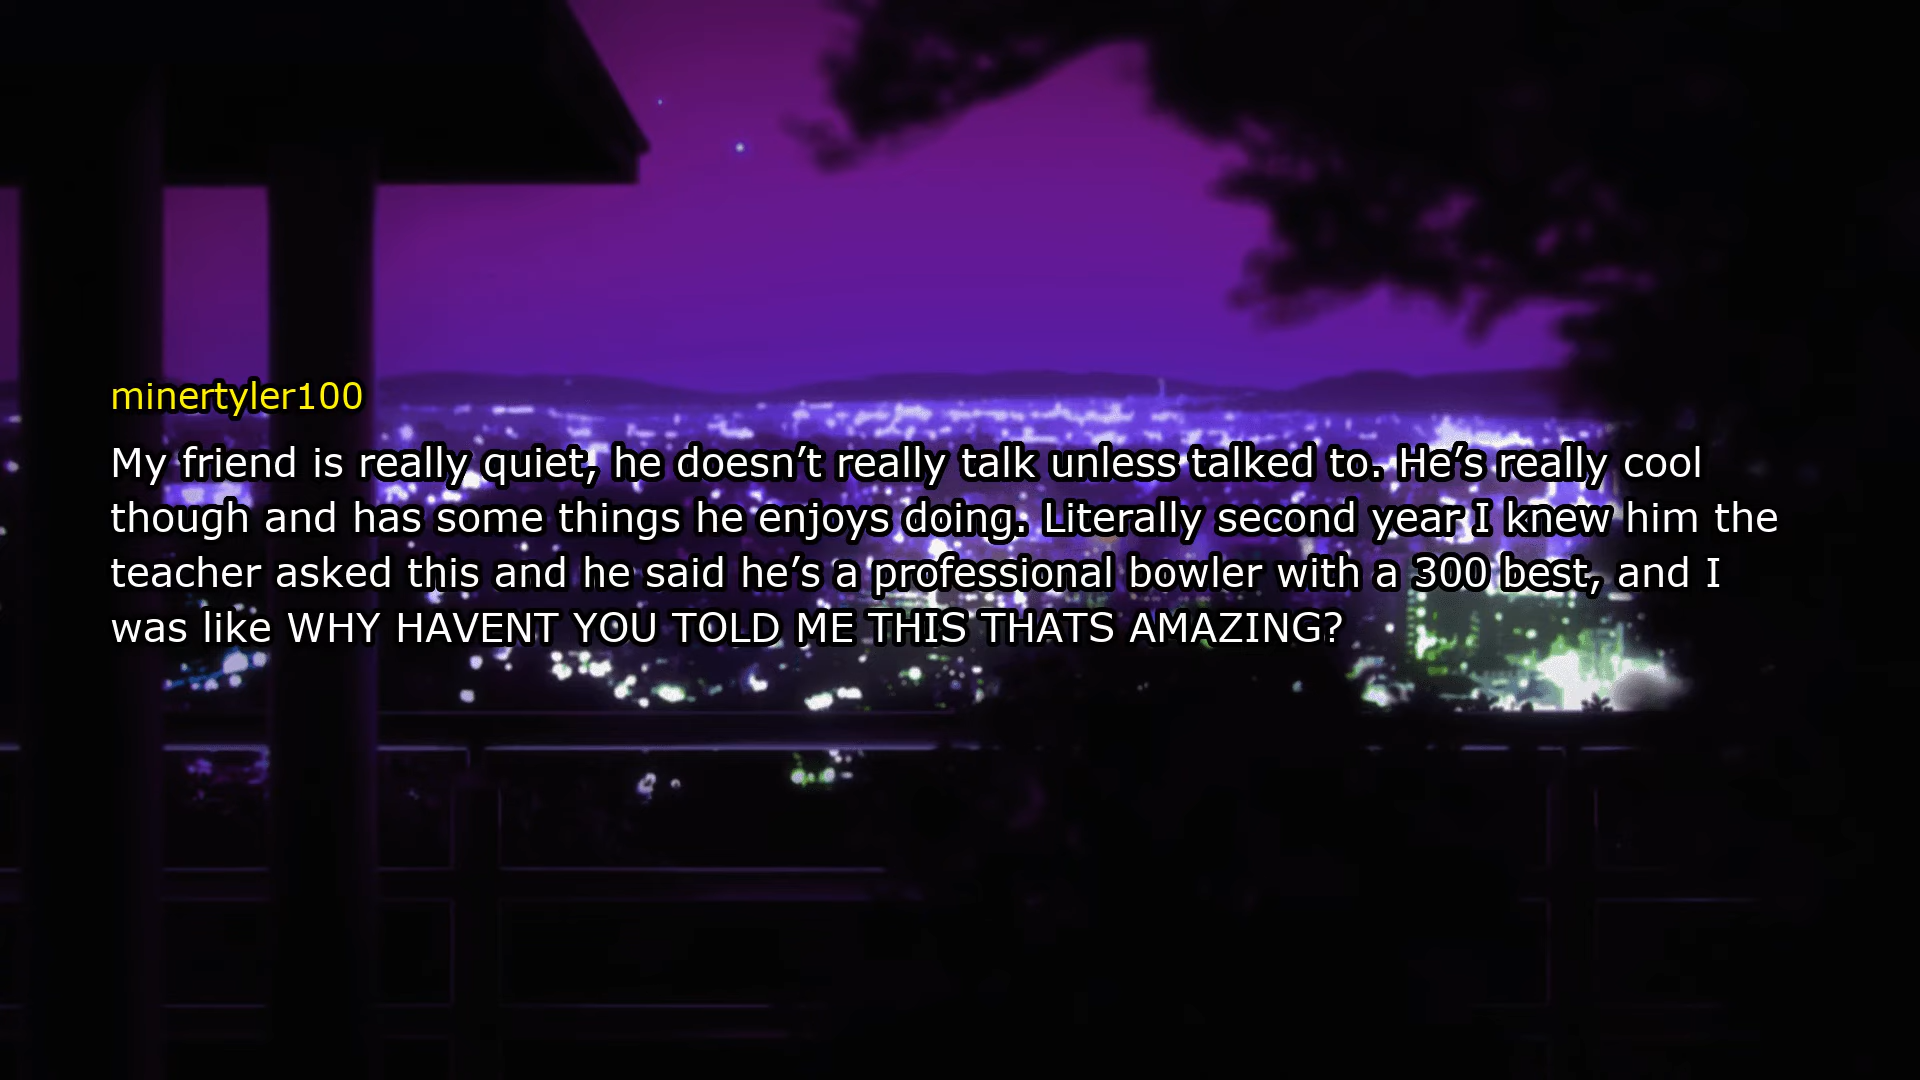 minertyler100
My friend is really quiet, he doesn’t really talk unless talked to. He’s really cool
though and has some things he enjoys doing. Literally second year I knew him the
teacher asked this and he said he’s a professional bowler with a 300 best, and I
was like WHY HAVENT YOU TOLD ME THIS THATS AMAZING?